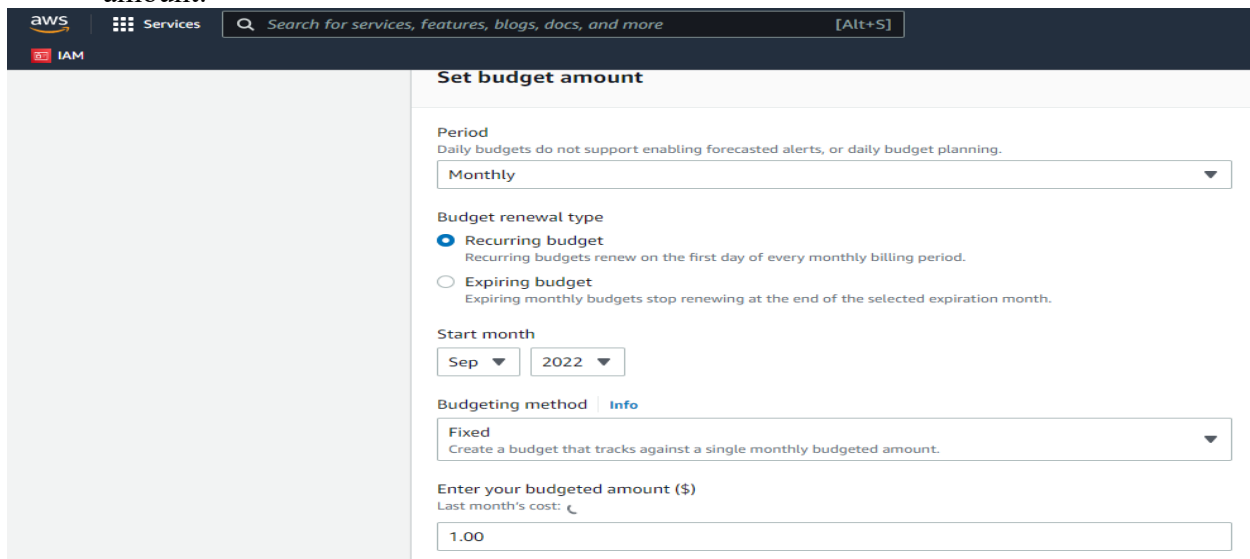 amount.
aws Services Search for services, features, blogs, docs, and more [Alt+S]
IAM
Set budget amount
Period
Daily budgets do not support enabling forecasted alerts, or daily budget planning.
Monthly
Budget renewal type
Recurring budget
Recurring budgets renew on the first day of every monthly billing period.
Expiring budget
Expiring monthly budgets stop renewing at the end of the selected expiration month.
Start month
Sep 2022
Budgeting method Info
Fixed
Create a budget that tracks against a single monthly budgeted amount.
Enter your budgeted amount ($)
Last month's cost:
1.00